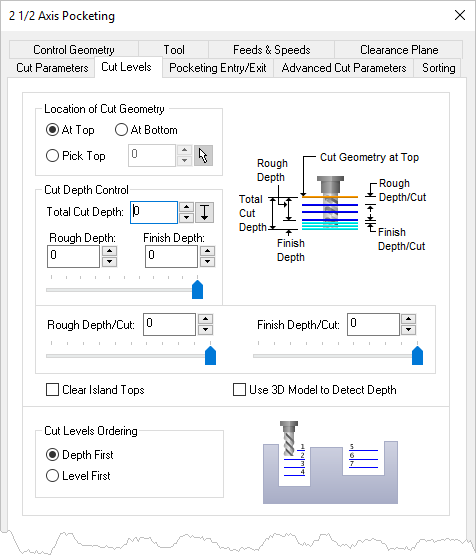 2 1/2 Axis Pocketing
Control Geometry Tool Feeds & Speeds Clearance Plane
Cut Parameters Cut Levels Pocketing Entry/Exit Advanced Cut Parameters Sorting
Location of Cut Geometry
At Top At Bottom
Pick Top 0
Cut Depth Control
Total Cut Depth: 0
Rough Depth: Finish Depth:
0 0
Rough Depth
Cut Geometry at Top
Total Cut Depth
Rough Depth/Cut
Finish Depth
Finish Depth/Cut
Rough Depth/Cut: 0 Finish Depth/Cut: 0
Clear Island Tops Use 3D Model to Detect Depth
Cut Levels Ordering
Depth First
Level First
1 5
2 6
3 7
4